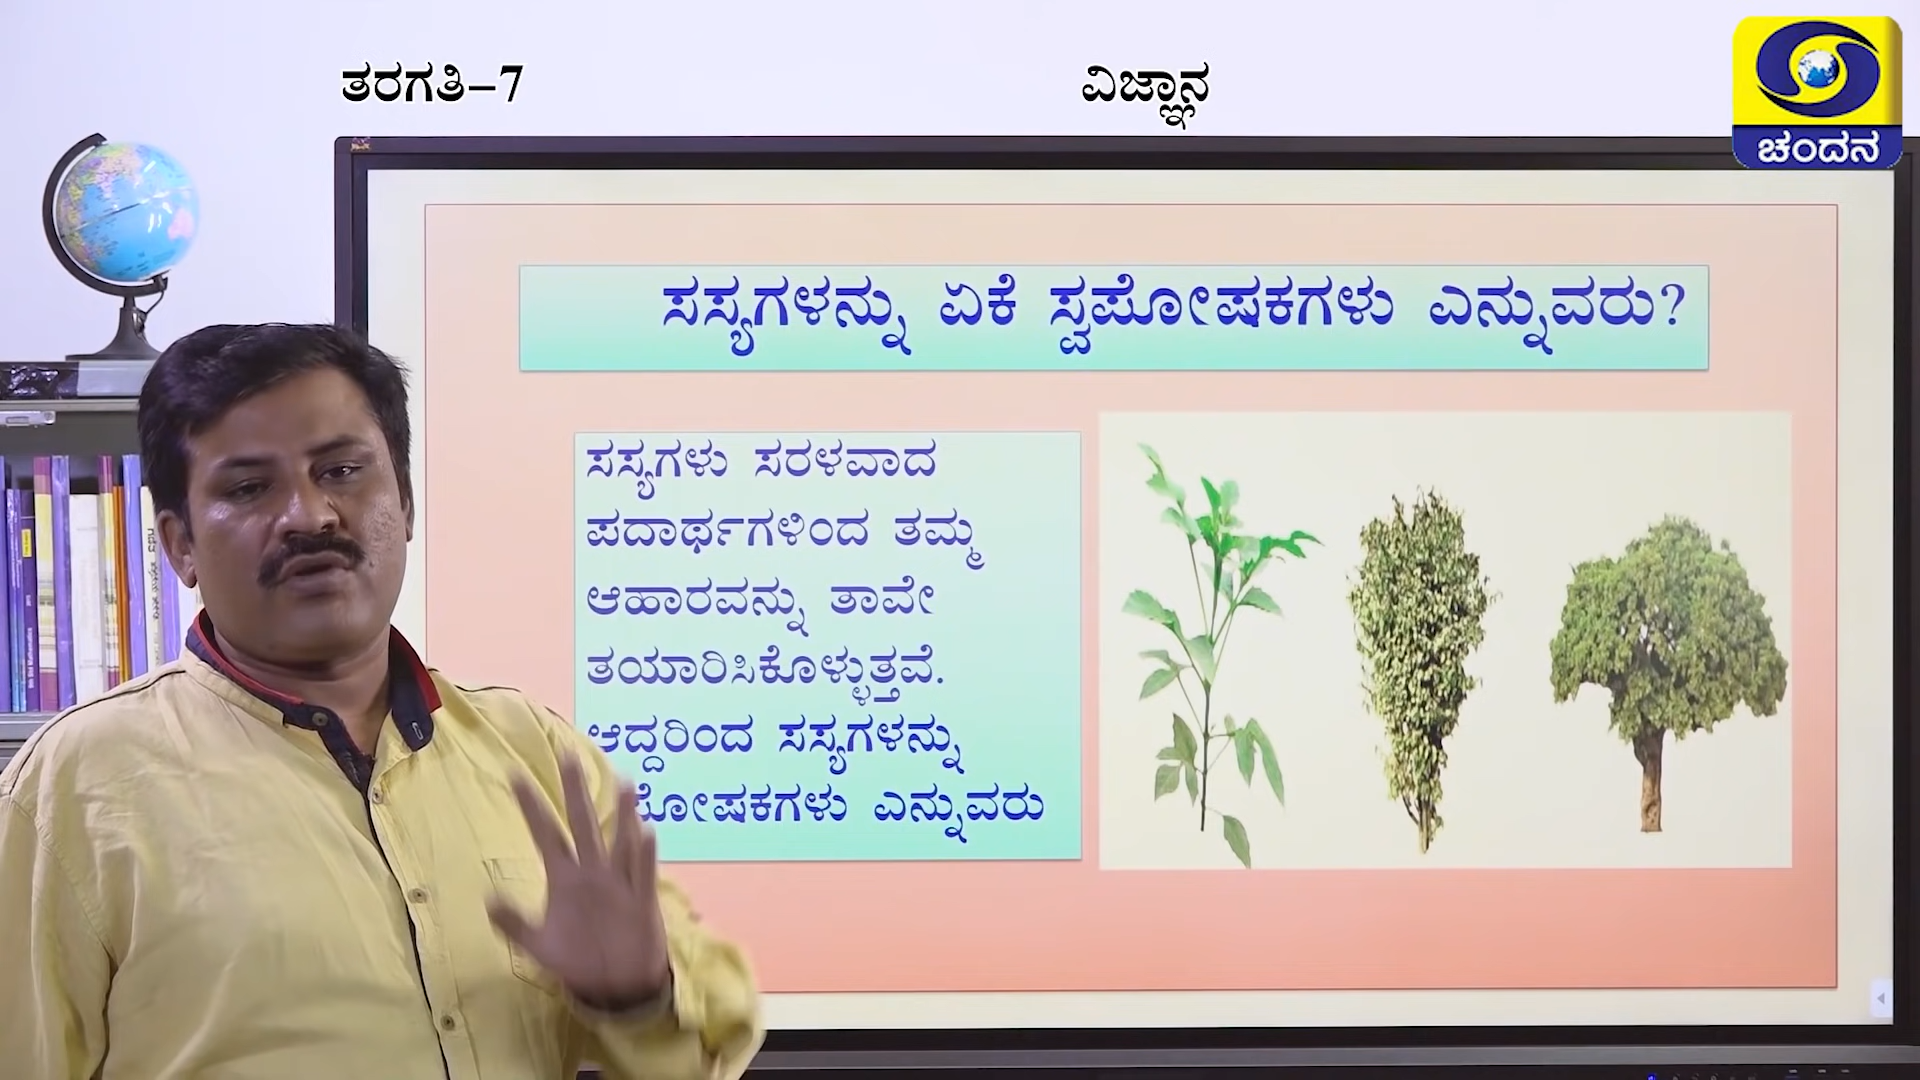 ತರಗತಿ–7
ವಿಜ್ಞಾನ
ಚಂದನ
ಸಸ್ಯಗಳನ್ನು ಏಕೆ ಸ್ವಪೋಷಕಗಳು ಎನ್ನುವರು?
ಸಸ್ಯಗಳು ಸರಳವಾದ
ಪದಾರ್ಥಗಳಿಂದ ತಮ್ಮ
ಆಹಾರವನ್ನು ತಾವೇ
ತಯಾರಿಸಿಕೊಳ್ಳುತ್ತವೆ.
ಆದ್ದರಿಂದ ಸಸ್ಯಗಳನ್ನು
ಎನ್ನುವರು